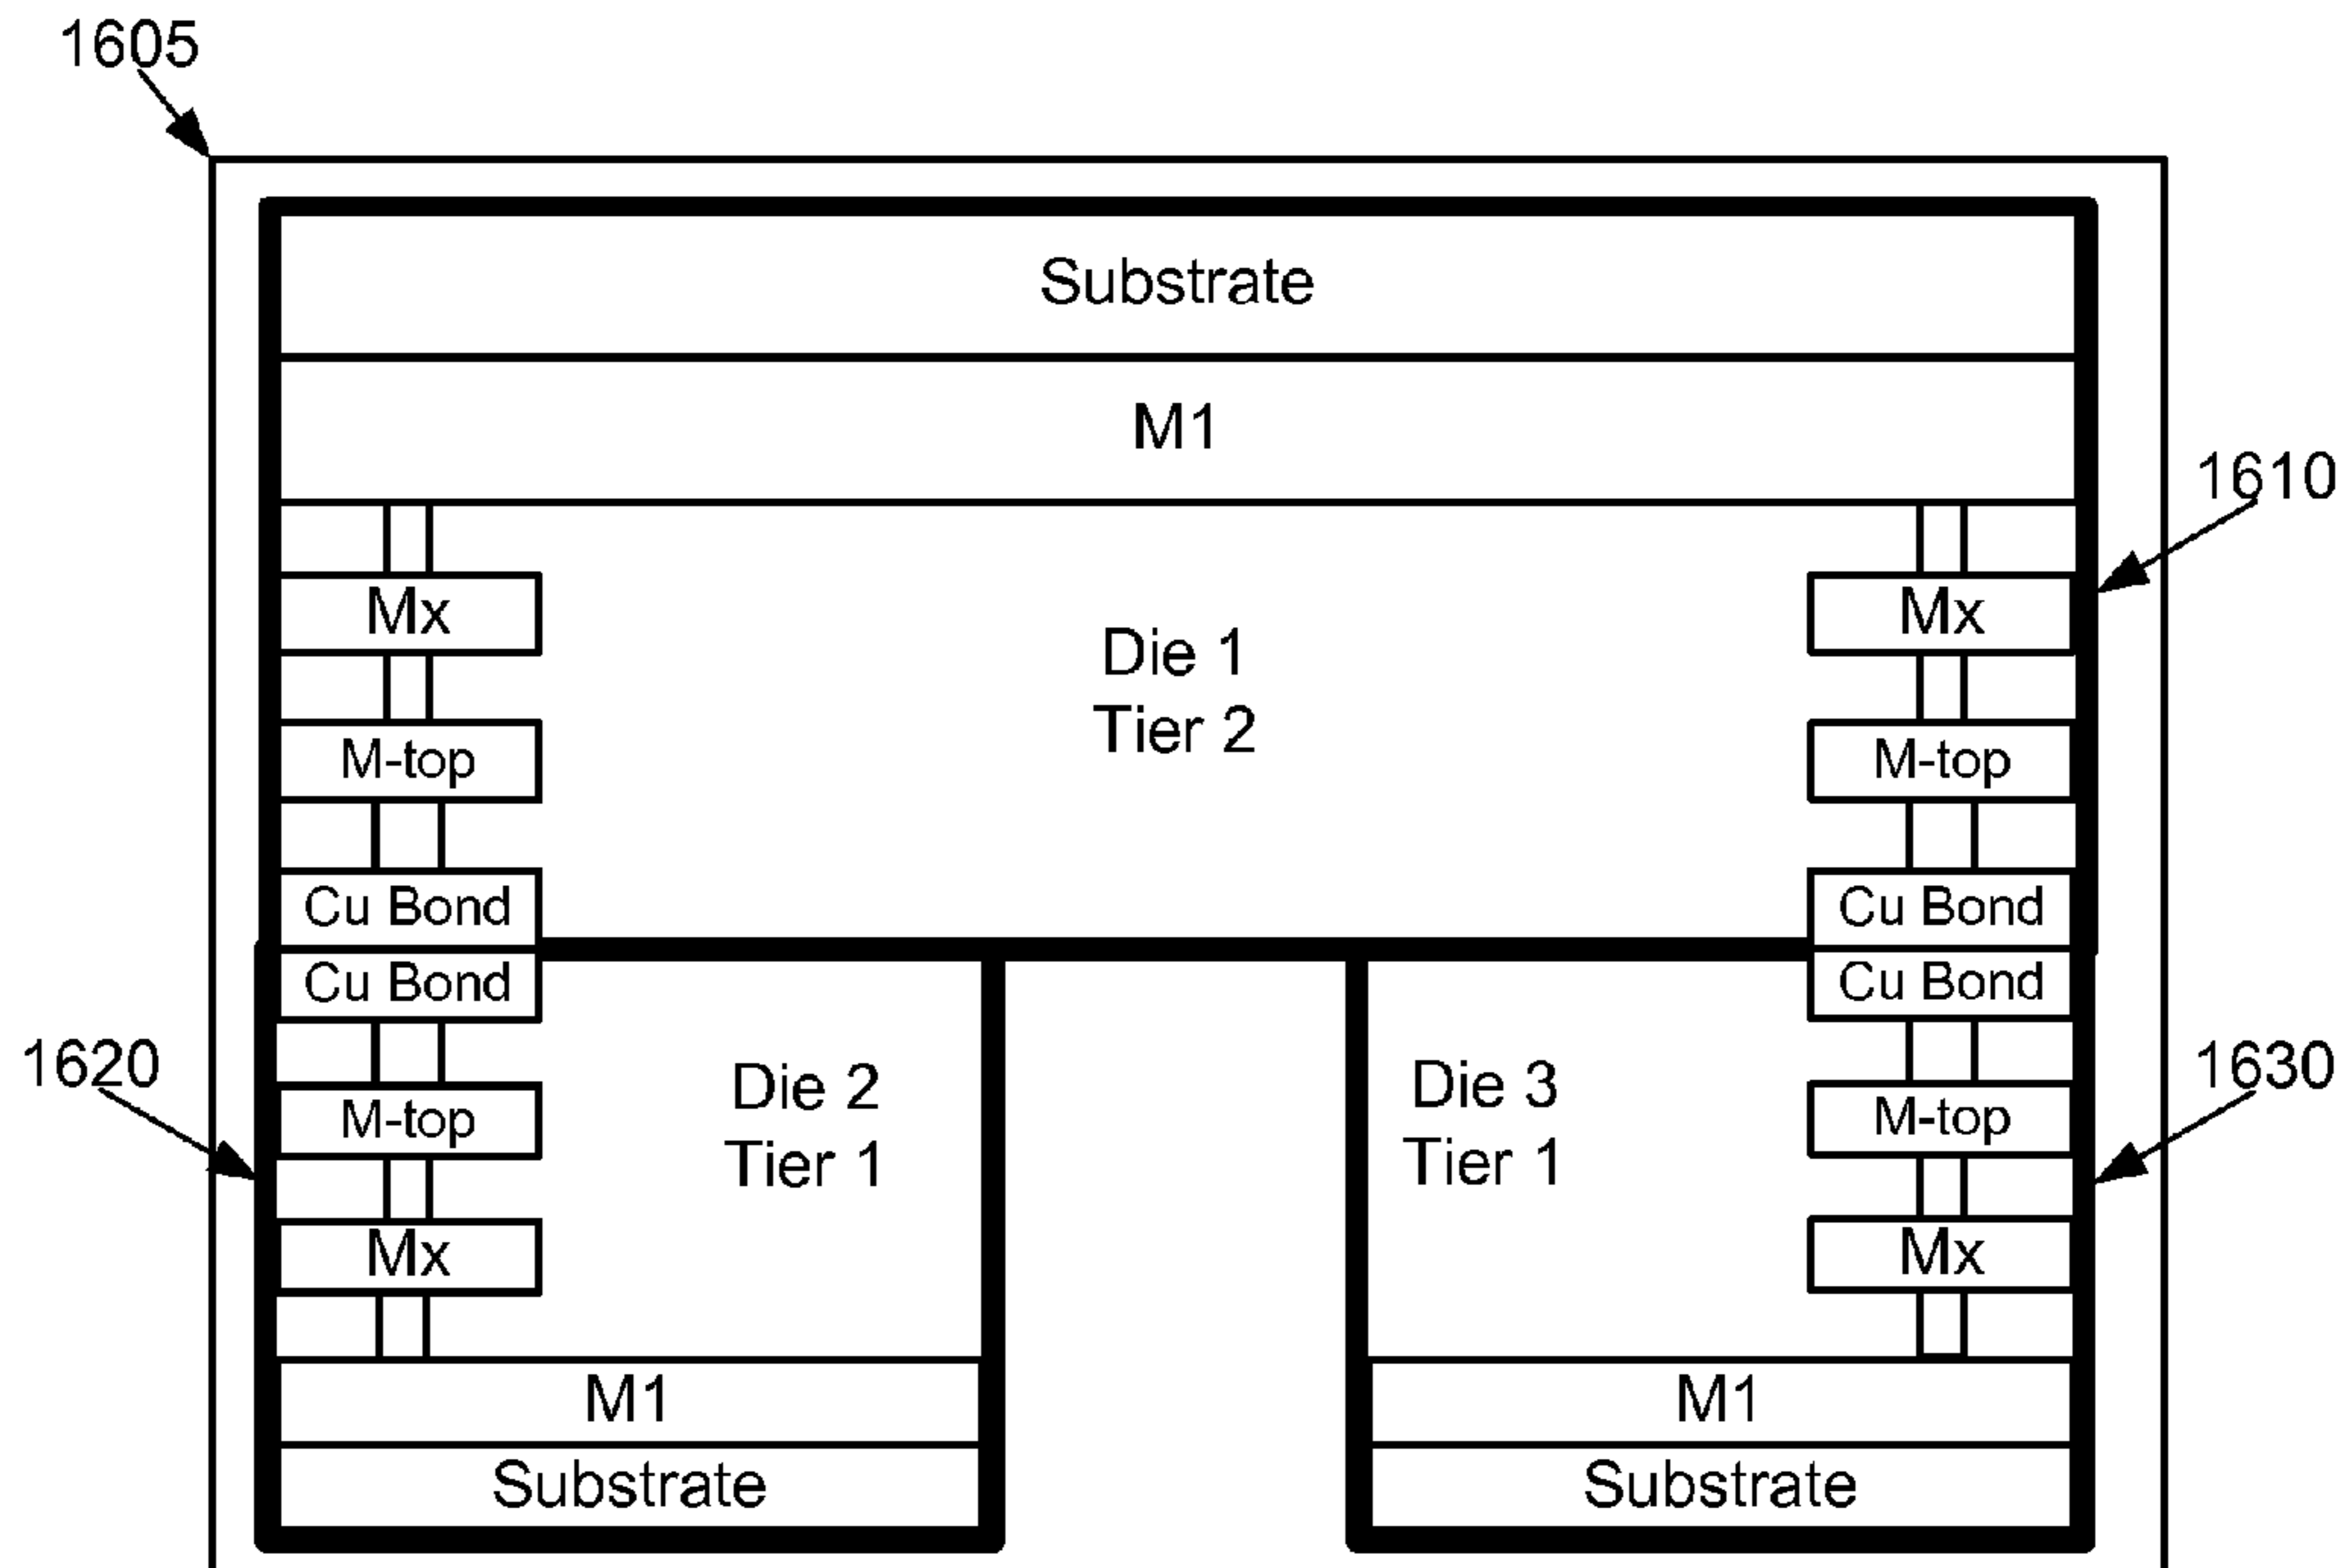 1605
Substrate
M1
1610
Mx
Mx
Die 1
Tier 2
M-top
M-top
Cu Bond
Cu Bond
Cu Bond
Cu Bond
1620
1630
Die 2
Tier 1
Die 3
Tier 1
M-top
M-top
Mx
Mx
M1
M1
Substrate
Substrate